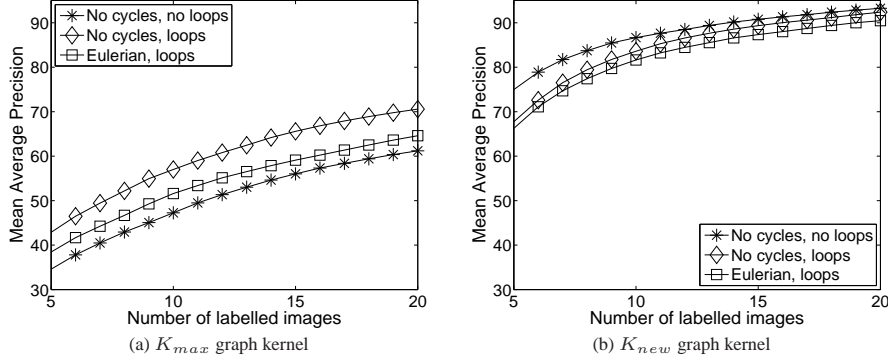 90
80
70
60
50
40
30
5
10
15
20
Mean Average Precision
Number of labelled images
No cycles, no loops
No cycles, loops
Eulerian, loops
(a) K_max graph kernel
90
80
70
60
50
40
30
5
10
15
20
Mean Average Precision
Number of labelled images
No cycles, no loops
No cycles, loops
Eulerian, loops
(b) K_new graph kernel